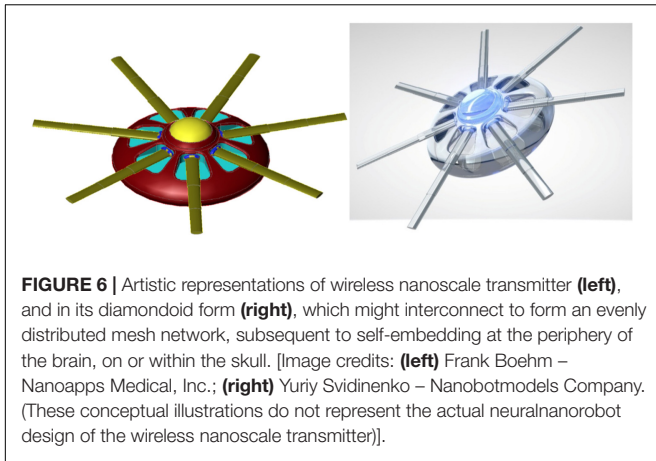 FIGURE 6 | Artistic representations of wireless nanoscale transmitter (left),
and in its diamondoid form (right), which might interconnect to form an evenly
distributed mesh network, subsequent to self-embedding at the periphery of
the brain, on or within the skull. [Image credits: (left) Frank Boehm –
Nanoapps Medical, Inc.; (right) Yuriy Svidinenko – Nanobotmodels Company.
(These conceptual illustrations do not represent the actual neuralnanorobot
design of the wireless nanoscale transmitter)].